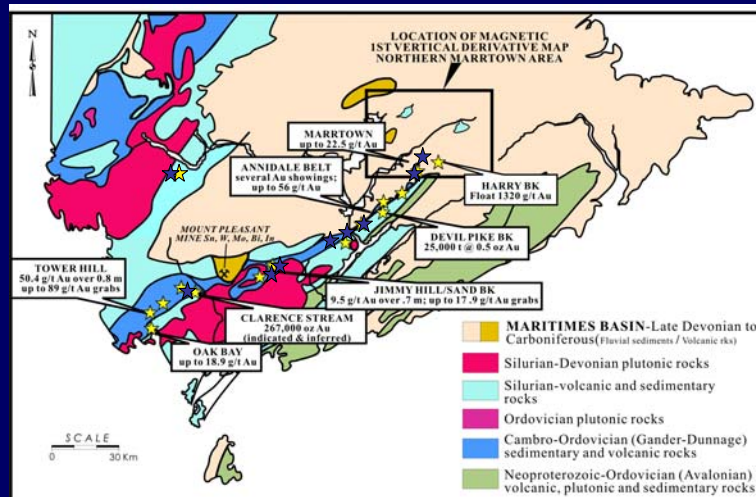 LOCATION OF MAGNETIC
1ST VERTICAL DERIVATIVE MAP
NORTHERN MARRTOWN AREA
N
MARRTOWN
up to 22.5 g/t Au
ANNIDALE BELT
several Au showings;
up to 56 g/t Au
HARRY BK
Float 1320 g/t Au
DEVIL PIKE BK
25,000 t @ 0.5 oz Au
MOUNT PLEASANT
MINE Sn, W, Mo, Bi, In
TOWER HILL
50.4 g/t Au over 0.8 m
up to 89 g/t Au grabs
JIMMY HILL/SAND BK
9.5 g/t Au over .7 m; up to 17.9 g/t Au grabs
CLARENCE STREAM
267,000 oz Au
(indicated & inferred)
OAK BAY
up to 18.9 g/t Au
SCALE
0 30 Km
MARITIMES BASIN-Late Devonian to
Carboniferous(Fluvial sediments / Volcanic rks)
Silurian-Devonian plutonic rocks
Silurian-volcanic and sedimentary
rocks
Ordovician plutonic rocks
Cambro-Ordovician (Gander-Dunnage)
sedimentary and volcanic rocks
Neoproterozoic-Ordovician (Avalonian)
volcanic, plutonic and sedimentary rocks